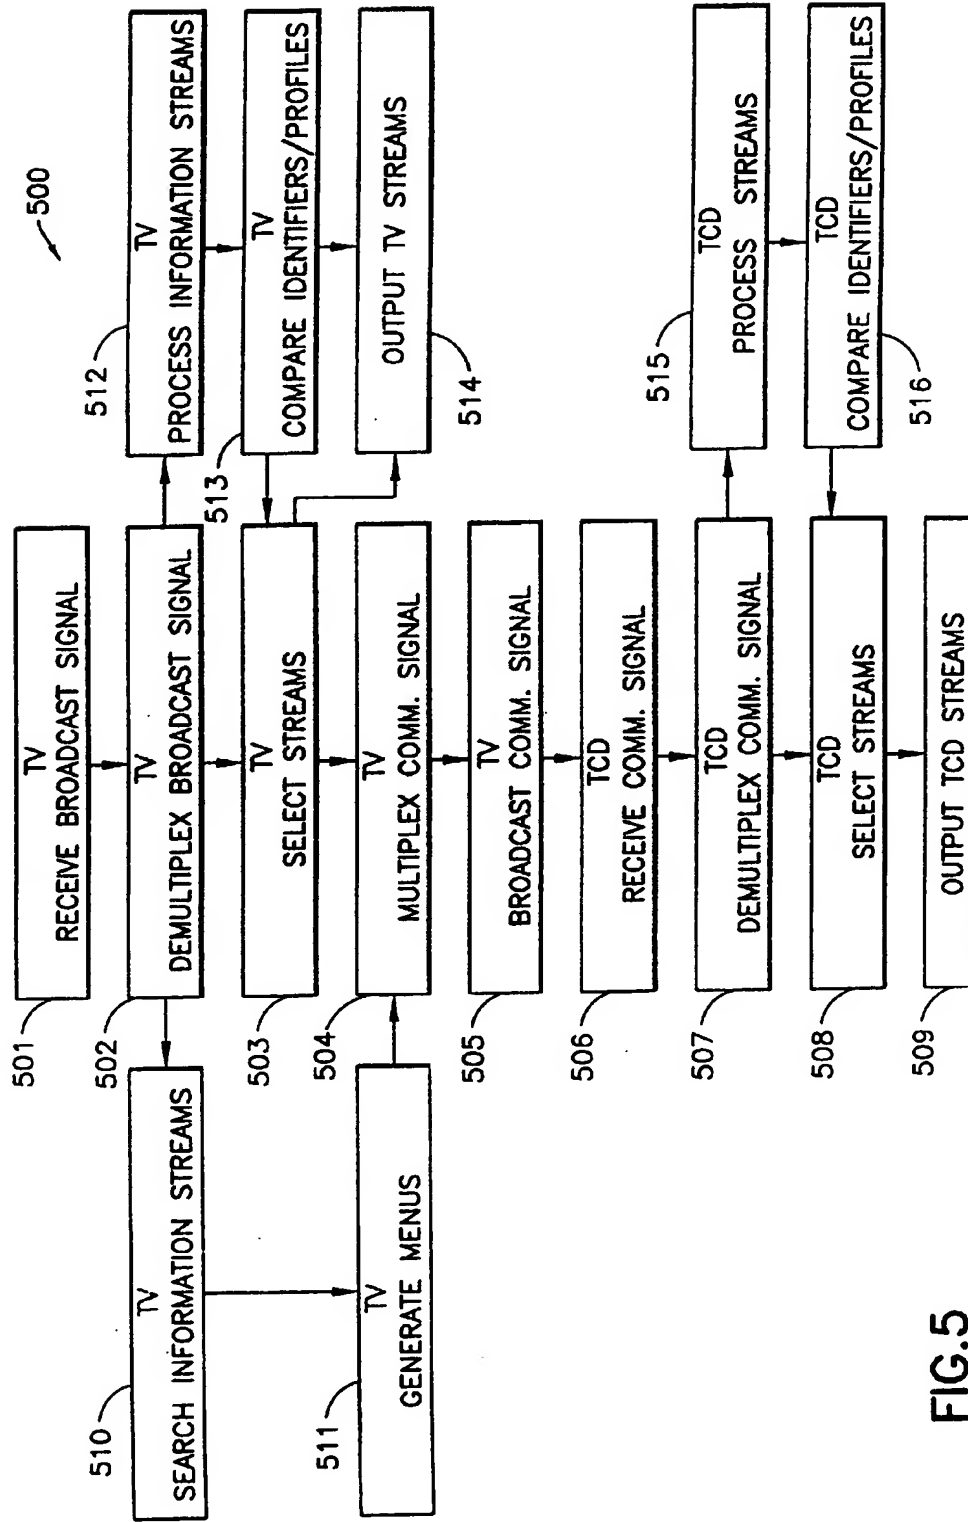 500
501
TV
RECEIVE BROADCAST SIGNAL
502
TV
DEMULTIPLEX BROADCAST SIGNAL
503
TV
SELECT STREAMS
504
TV
MULTIPLEX COMM. SIGNAL
505
TV
BROADCAST COMM. SIGNAL
506
TCD
RECEIVE COMM. SIGNAL
507
TCD
DEMULTIPLEX COMM. SIGNAL
508
TCD
SELECT STREAMS
509
OUTPUT TCD STREAMS
510
TV
SEARCH INFORMATION STREAMS
511
TV
GENERATE MENUS
512
TV
PROCESS INFORMATION STREAMS
513
TV
COMPARE IDENTIFIERS/PROFILES
514
OUTPUT TV STREAMS
515
TCD
PROCESS STREAMS
516
TCD
COMPARE IDENTIFIERS/PROFILES
FIG.5